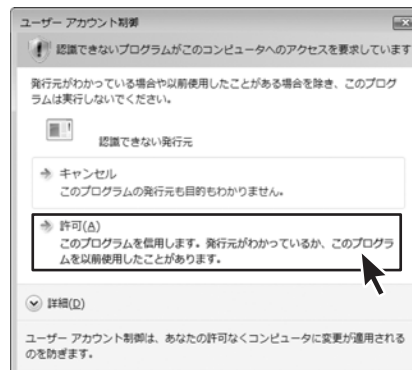 ユーザー アカウント制御
認識できないプログラムがこのコンピュータへのアクセスを要求しています
発行元がわかっている場合や以前使用したことがある場合を除き、このプログ
ラムは実行しないでください。
認識できない発行元
キャンセル
このプログラムの発行元も目的もわかりません。
許可(A)
このプログラムを信用します。発行元がわかっているか、このプログラ
ムを以前使用したことがあります。
詳細(D)
ユーザー アカウント制御は、あなたの許可なくコンピュータに変更が適用される
のを防ぎます。